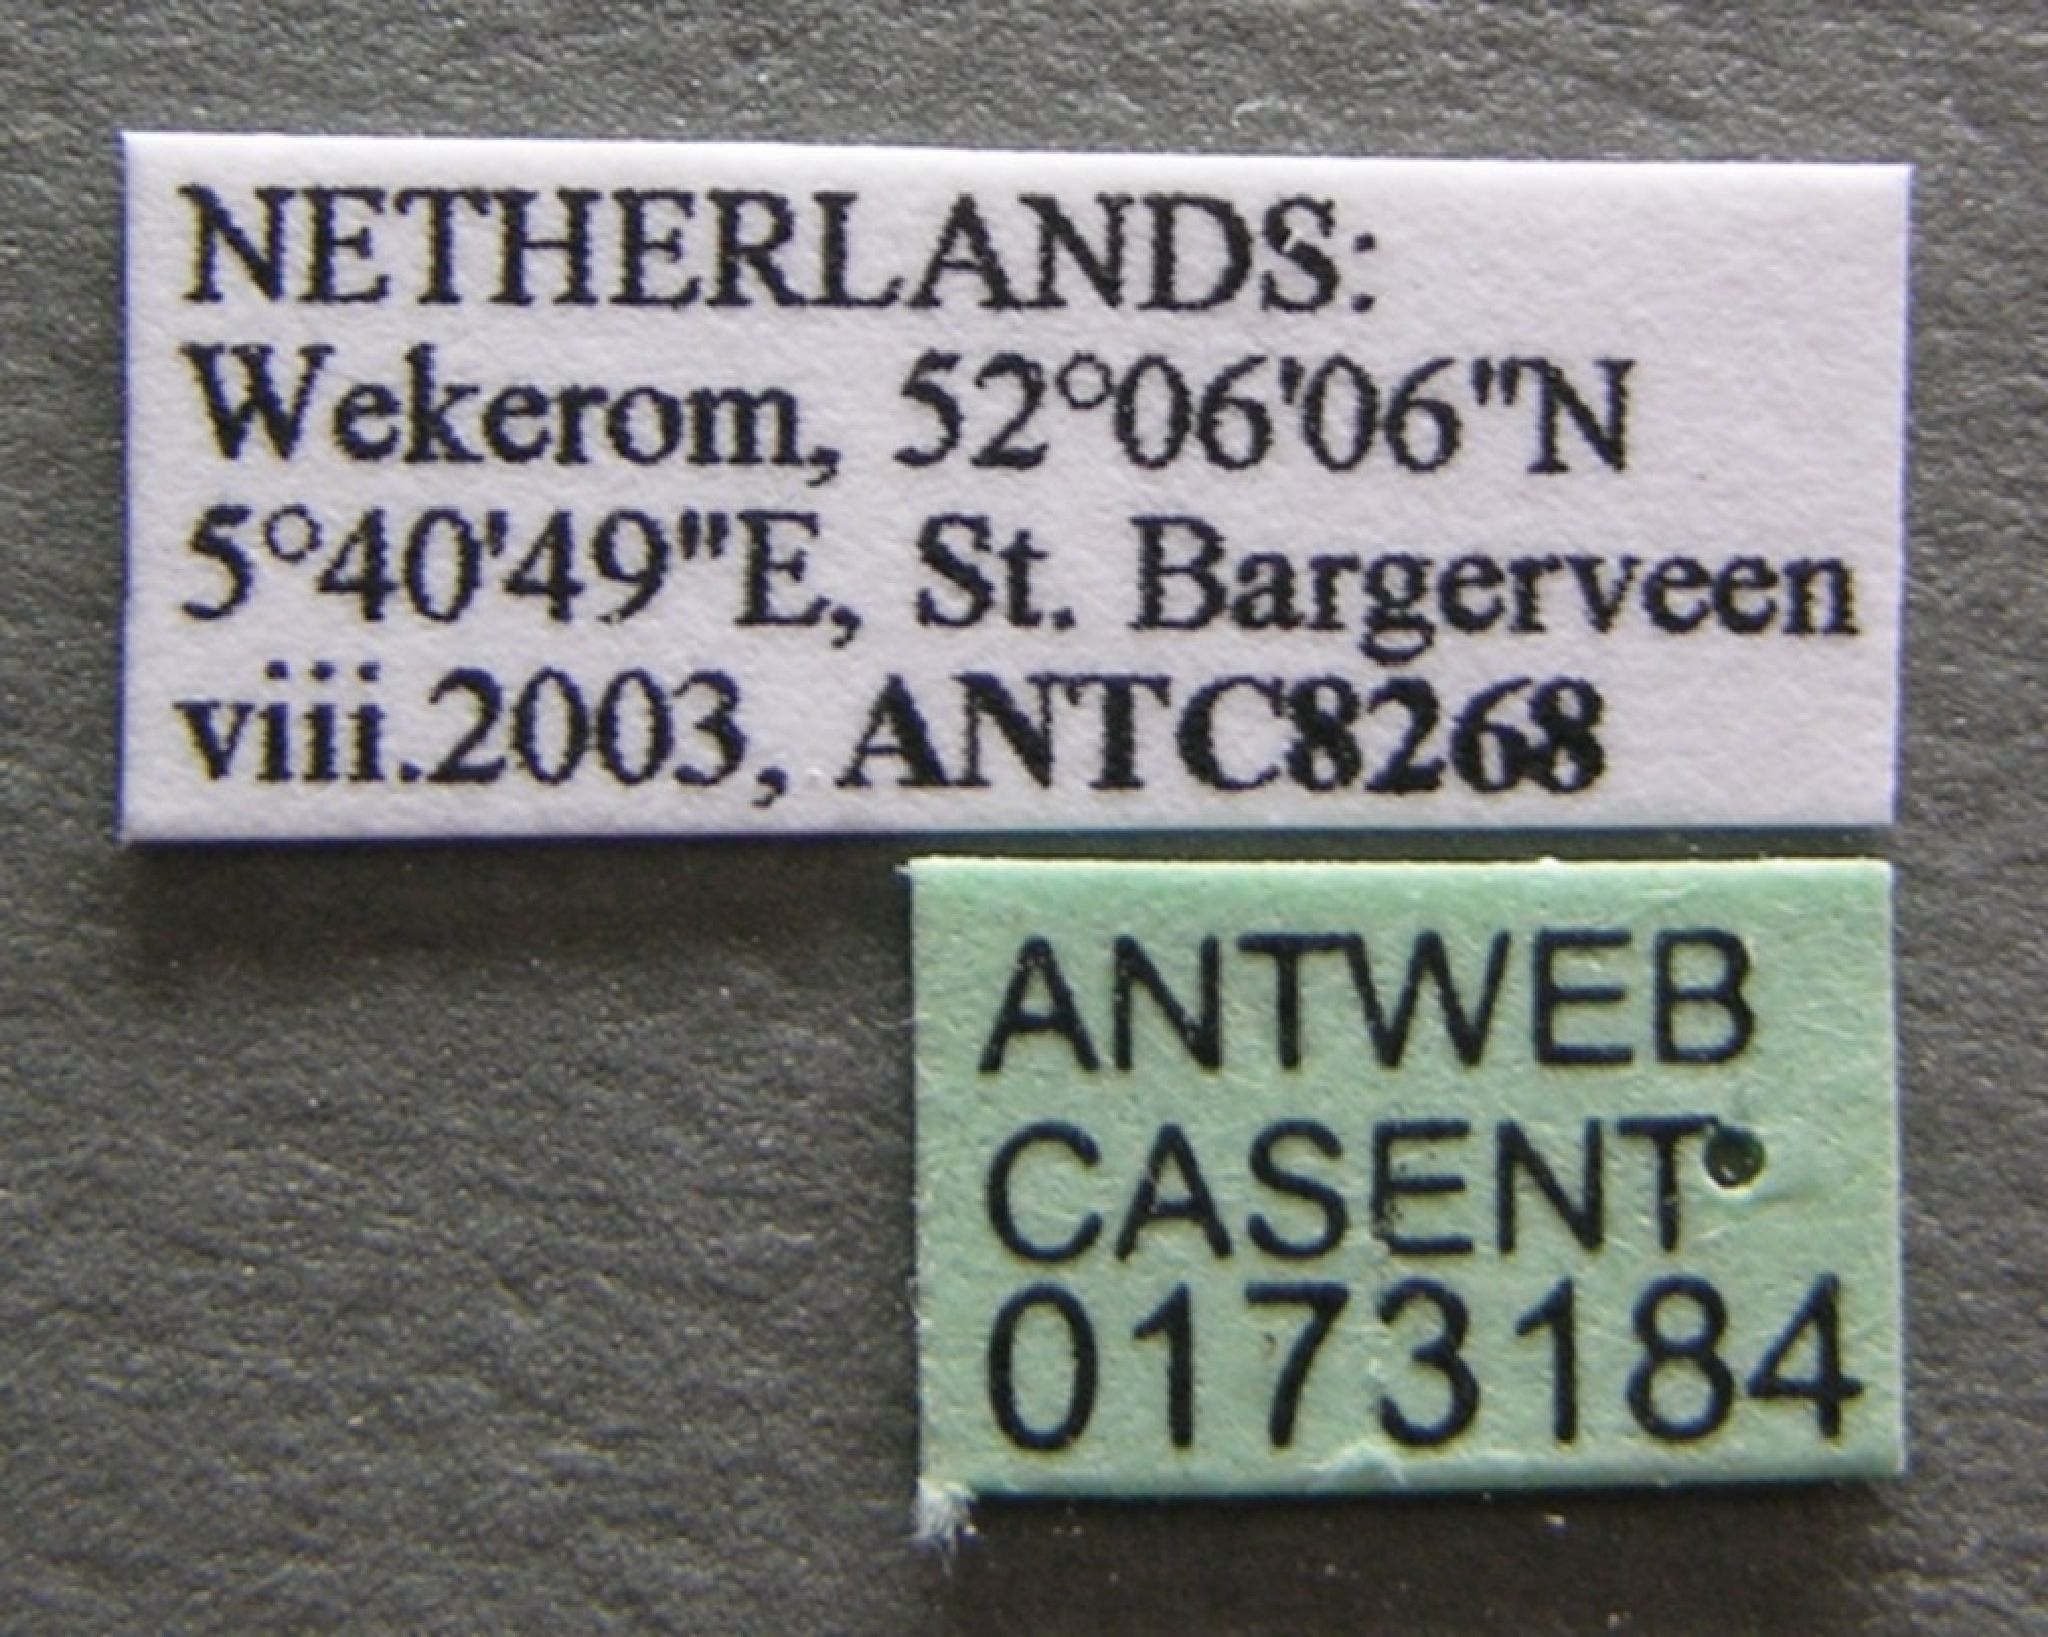 NETHERLANDS:
Wekerom, 52°06'06"N
5°40'49"E, St. Bargerveen
viii.2003, ANTC8268
ANTWEB
CASENT
0173184